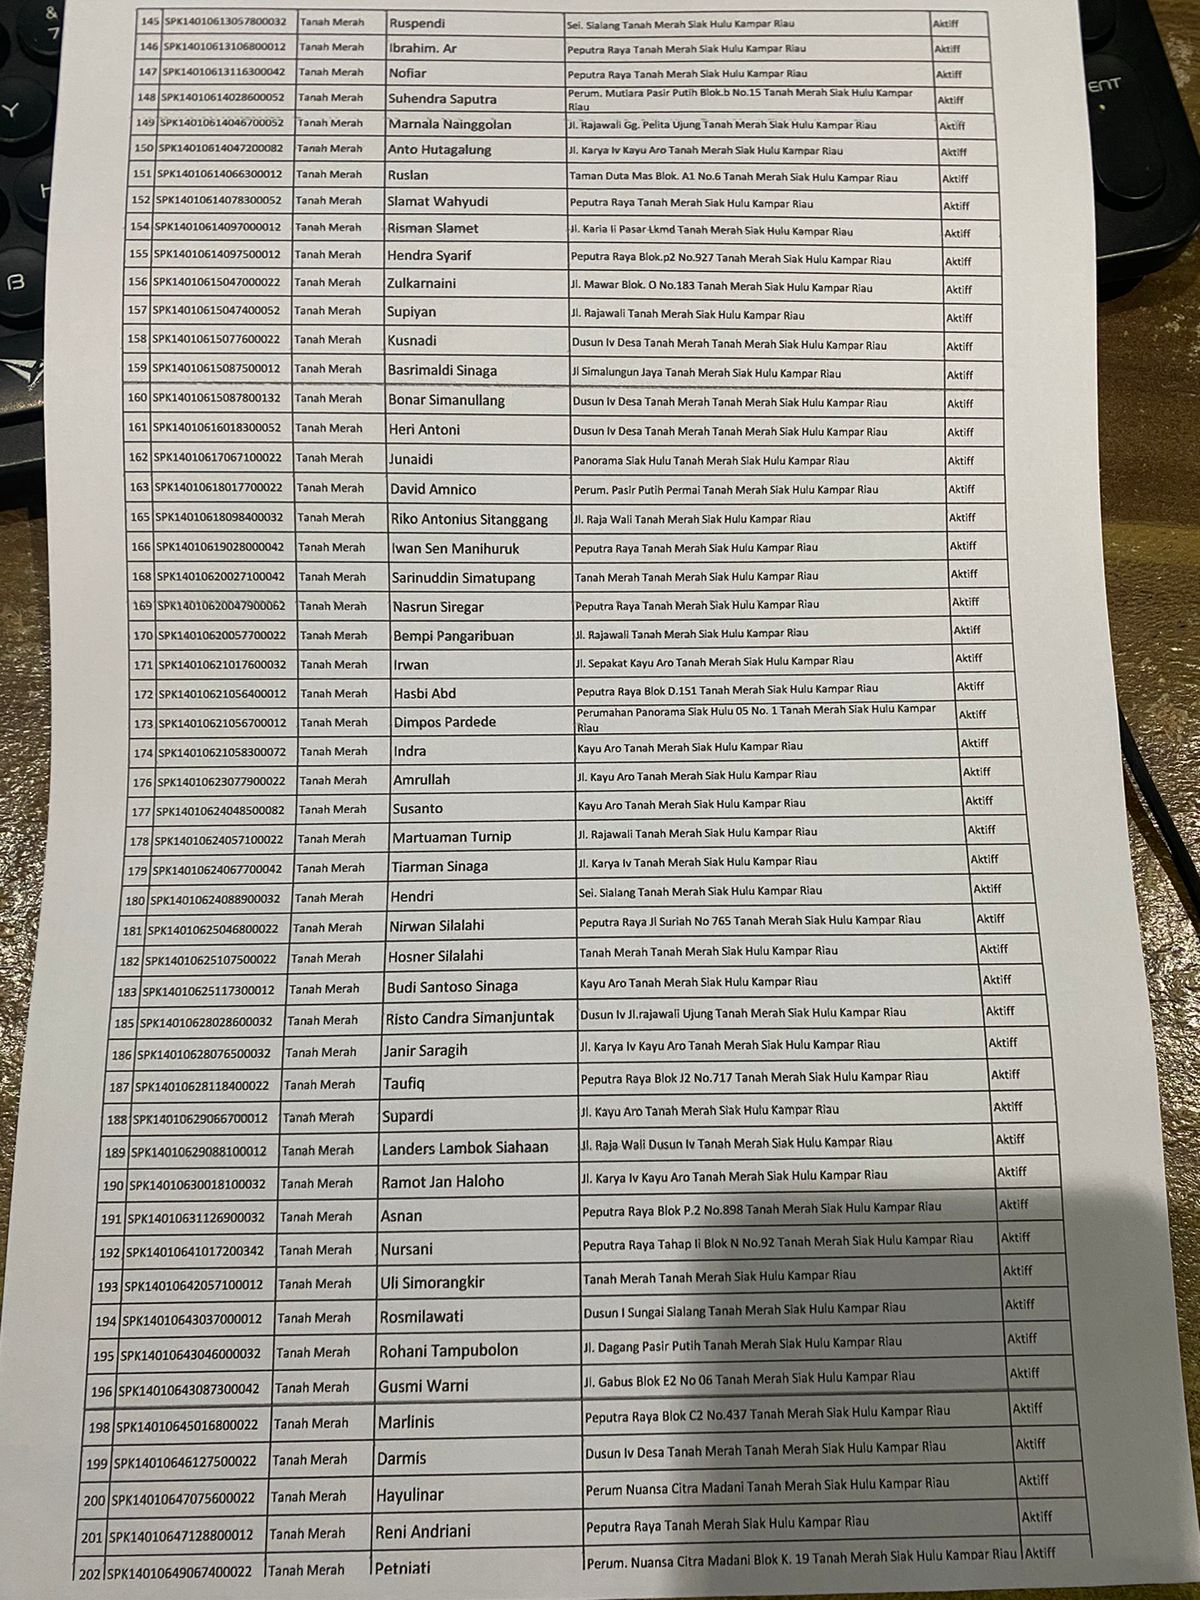 145 SPK14010613057800032 Tanah Merah Ruspendi Sei. Sialang Tanah Merah Siak Hulu Kampar Riau Aktiff
146 SPK14010613106800012 Tanah Merah Ibrahim. Ar Peputra Raya Tanah Merah Siak Hulu Kampar Riau Aktiff
147 SPK14010613116300042 Tanah Merah Nofiar Peputra Raya Tanah Merah Siak Hulu Kampar Riau Aktiff
148 SPK14010614028600052 Tanah Merah Suhendra Saputra Perum. Mutiara Pasir Putih Blok.b No.15 Tanah Merah Siak Hulu Kampar Riau Aktiff
149 SPK14010614046700052 Tanah Merah Marnala Nainggolan Jl. Rajawali Gg. Pelita Ujung Tanah Merah Siak Hulu Kampar Riau Aktiff
150 SPK14010614047200082 Tanah Merah Anto Hutagalung Jl. Karya Iv Kayu Aro Tanah Merah Siak Hulu Kampar Riau Aktiff
151 SPK14010614066300012 Tanah Merah Ruslan Taman Duta Mas Blok. A1 No.6 Tanah Merah Siak Hulu Kampar Riau Aktiff
152 SPK14010614078300052 Tanah Merah Slamat Wahyudi Peputra Raya Tanah Merah Siak Hulu Kampar Riau Aktiff
154 SPK14010614097000012 Tanah Merah Risman Slamet Jl. Karia Ii Pasar Lkmd Tanah Merah Siak Hulu Kampar Riau Aktiff
155 SPK14010614097500012 Tanah Merah Hendra Syarif Peputra Raya Blok.p2 No.927 Tanah Merah Siak Hulu Kampar Riau Aktiff
156 SPK14010615047000022 Tanah Merah Zulkarnaini Jl. Mawar Blok. O No.183 Tanah Merah Siak Hulu Kampar Riau Aktiff
157 SPK14010615047400052 Tanah Merah Supiyan Jl. Rajawali Tanah Merah Siak Hulu Kampar Riau Aktiff
158 SPK14010615077600022 Tanah Merah Kusnadi Dusun Iv Desa Tanah Merah Tanah Merah Siak Hulu Kampar Riau Aktiff
159 SPK14010615087500012 Tanah Merah Basrimaldi Sinaga Jl Simalungun Jaya Tanah Merah Siak Hulu Kampar Riau Aktiff
160 SPK14010615087800132 Tanah Merah Bonar Simanullang Dusun Iv Desa Tanah Merah Tanah Merah Siak Hulu Kampar Riau Aktiff
161 SPK14010616018300052 Tanah Merah Heri Antoni Dusun Iv Desa Tanah Merah Tanah Merah Siak Hulu Kampar Riau Aktiff
162 SPK14010617067100022 Tanah Merah Junaidi Panorama Siak Hulu Tanah Merah Siak Hulu Kampar Riau Aktiff
163 SPK14010618017700022 Tanah Merah David Amnico Perum. Pasir Putih Permai Tanah Merah Siak Hulu Kampar Riau Aktiff
165 SPK14010618098400032 Tanah Merah Riko Antonius Sitanggang Jl. Raja Wali Tanah Merah Siak Hulu Kampar Riau Aktiff
166 SPK14010619028000042 Tanah Merah Iwan Sen Manihuruk Peputra Raya Tanah Merah Siak Hulu Kampar Riau Aktiff
168 SPK14010620027100042 Tanah Merah Sarinuddin Simatupang Tanah Merah Tanah Merah Siak Hulu Kampar Riau Aktiff
169 SPK14010620047900062 Tanah Merah Nasrun Siregar Peputra Raya Tanah Merah Siak Hulu Kampar Riau Aktiff
170 SPK14010620057700022 Tanah Merah Bempi Pangaribuan Jl. Rajawali Tanah Merah Siak Hulu Kampar Riau Aktiff
171 SPK14010621017600032 Tanah Merah Irwan Jl. Sepakat Kayu Aro Tanah Merah Siak Hulu Kampar Riau Aktiff
172 SPK14010621056400012 Tanah Merah Hasbi Abd Peputra Raya Blok D.151 Tanah Merah Siak Hulu Kampar Riau Aktiff
173 SPK14010621056700012 Tanah Merah Dimpos Pardede Perumahan Panorama Siak Hulu 05 No. 1 Tanah Merah Siak Hulu Kampar Riau Aktiff
174 SPK14010621058300072 Tanah Merah Indra Kayu Aro Tanah Merah Siak Hulu Kampar Riau Aktiff
176 SPK14010623077900022 Tanah Merah Amrullah Jl. Kayu Aro Tanah Merah Siak Hulu Kampar Riau Aktiff
177 SPK14010624048500082 Tanah Merah Susanto Kayu Aro Tanah Merah Siak Hulu Kampar Riau Aktiff
178 SPK14010624057100022 Tanah Merah Martuaman Turnip Jl. Rajawali Tanah Merah Siak Hulu Kampar Riau Aktiff
179 SPK14010624067700042 Tanah Merah Tiarman Sinaga Jl. Karya Iv Tanah Merah Siak Hulu Kampar Riau Aktiff
180 SPK14010624088900032 Tanah Merah Hendri Sei. Sialang Tanah Merah Siak Hulu Kampar Riau Aktiff
181 SPK14010625046800022 Tanah Merah Nirwan Silalahi Peputra Raya Jl Suriah No 765 Tanah Merah Siak Hulu Kampar Riau Aktiff
182 SPK14010625107500022 Tanah Merah Hosner Silalahi Tanah Merah Tanah Merah Siak Hulu Kampar Riau Aktiff
183 SPK14010625117300012 Tanah Merah Budi Santoso Sinaga Kayu Aro Tanah Merah Siak Hulu Kampar Riau Aktiff
185 SPK14010628028600032 Tanah Merah Risto Candra Simanjuntak Dusun Iv Jl.rajawali Ujung Tanah Merah Siak Hulu Kampar Riau Aktiff
186 SPK14010628076500032 Tanah Merah Janir Saragih Jl. Karya Iv Kayu Aro Tanah Merah Siak Hulu Kampar Riau Aktiff
187 SPK14010628118400022 Tanah Merah Taufiq Peputra Raya Blok J2 No.717 Tanah Merah Siak Hulu Kampar Riau Aktiff
188 SPK14010629066700012 Tanah Merah Supardi Jl. Kayu Aro Tanah Merah Siak Hulu Kampar Riau Aktiff
189 SPK14010629088100012 Tanah Merah Landers Lambok Siahaan Jl. Raja Wali Dusun Iv Tanah Merah Siak Hulu Kampar Riau Aktiff
190 SPK14010630018100032 Tanah Merah Ramot Jan Haloho Jl. Karya Iv Kayu Aro Tanah Merah Siak Hulu Kampar Riau Aktiff
191 SPK14010631126900032 Tanah Merah Asnan Peputra Raya Blok P.2 No.898 Tanah Merah Siak Hulu Kampar Riau Aktiff
192 SPK14010641017200342 Tanah Merah Nursani Peputra Raya Tahap Ii Blok N No.92 Tanah Merah Siak Hulu Kampar Riau Aktiff
193 SPK14010642057100012 Tanah Merah Uli Simorangkir Tanah Merah Tanah Merah Siak Hulu Kampar Riau Aktiff
194 SPK14010643037000012 Tanah Merah Rosmilawati Dusun I Sungai Sialang Tanah Merah Siak Hulu Kampar Riau Aktiff
195 SPK14010643046000032 Tanah Merah Rohani Tampubolon Jl. Dagang Pasir Putih Tanah Merah Siak Hulu Kampar Riau Aktiff
196 SPK14010643087300042 Tanah Merah Gusmi Warni Jl. Gabus Blok E2 No 06 Tanah Merah Siak Hulu Kampar Riau Aktiff
198 SPK14010645016800022 Tanah Merah Marlinis Peputra Raya Blok C2 No.437 Tanah Merah Siak Hulu Kampar Riau Aktiff
199 SPK14010646127500022 Tanah Merah Darmis Dusun Iv Desa Tanah Merah Tanah Merah Siak Hulu Kampar Riau Aktiff
200 SPK14010647075600022 Tanah Merah Hayulinar Perum Nuansa Citra Madani Tanah Merah Siak Hulu Kampar Riau Aktiff
201 SPK14010647128800012 Tanah Merah Reni Andriani Peputra Raya Tanah Merah Siak Hulu Kampar Riau Aktiff
202 SPK14010649067400022 Tanah Merah Petniati Perum. Nuansa Citra Madani Blok K. 19 Tanah Merah Siak Hulu Kampar Riau Aktiff
&
7
Y
H
B
ENT